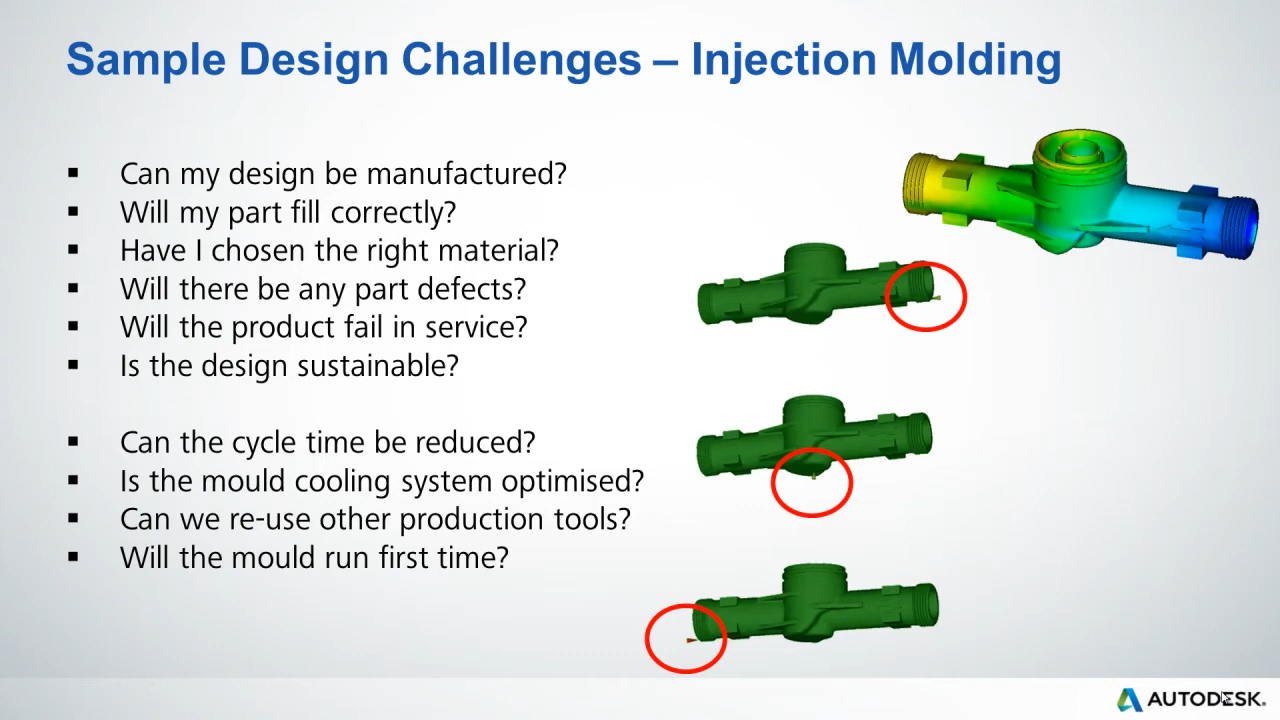 Sample Design Challenges – Injection Molding
▪ Can my design be manufactured?
▪ Will my part fill correctly?
▪ Have I chosen the right material?
▪ Will there be any part defects?
▪ Will the product fail in service?
▪ Is the design sustainable?
▪ Can the cycle time be reduced?
▪ Is the mould cooling system optimised?
▪ Can we re-use other production tools?
▪ Will the mould run first time?
AUTODESK.